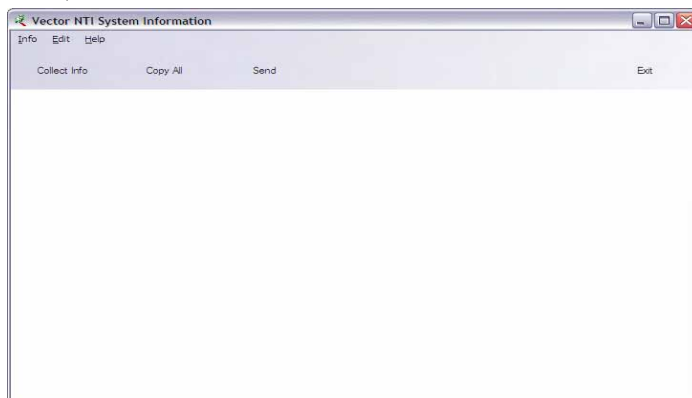 Vector NTI System Information
Info Edit Help
Collect Info Copy All Send Exit